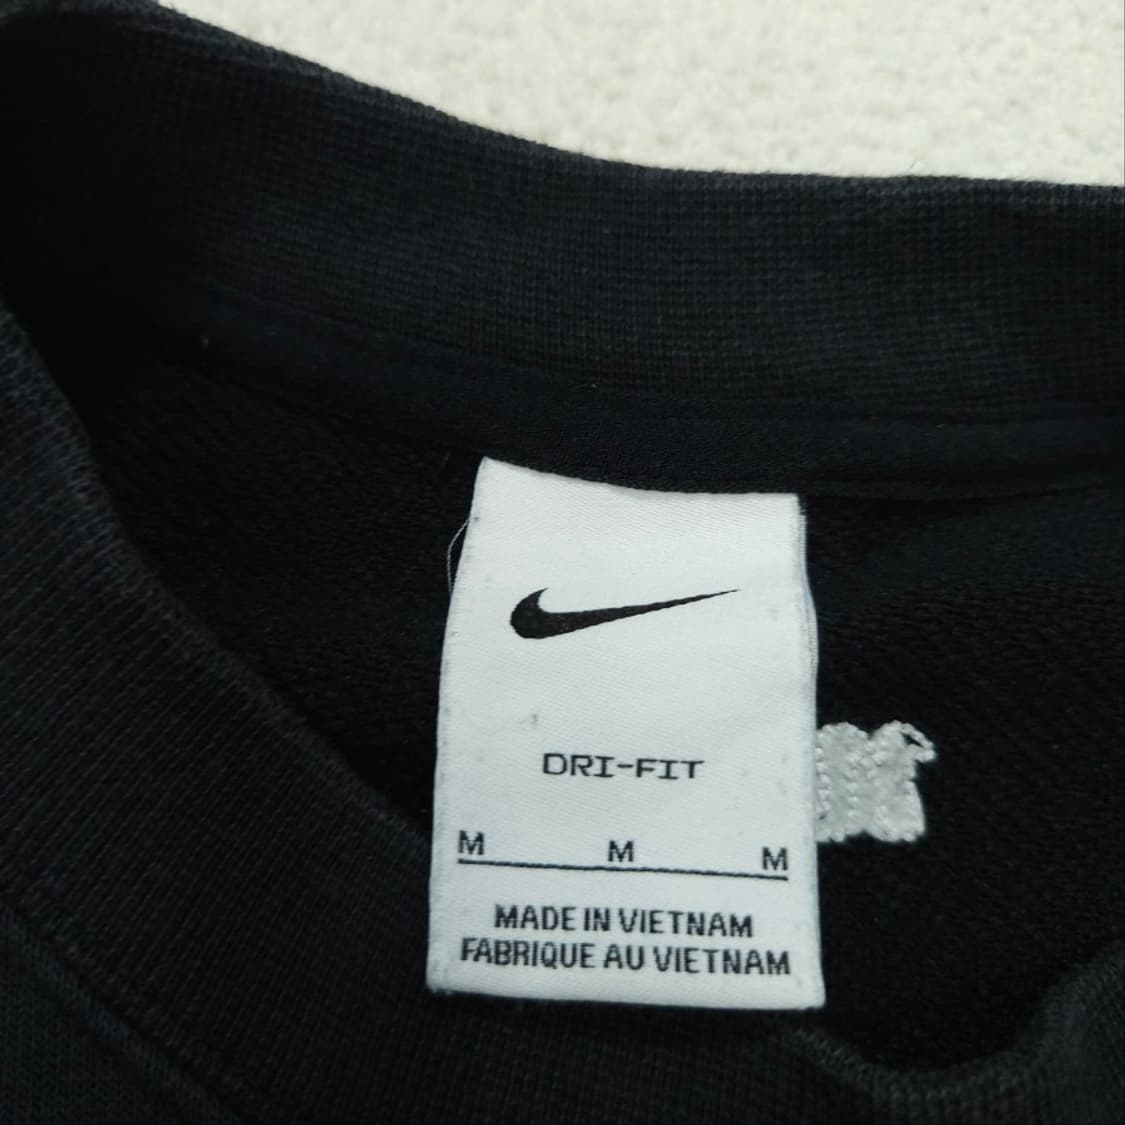 DRI-FIT
M M M
MADE IN VIETNAM
FABRIQUE AU VIETNAM